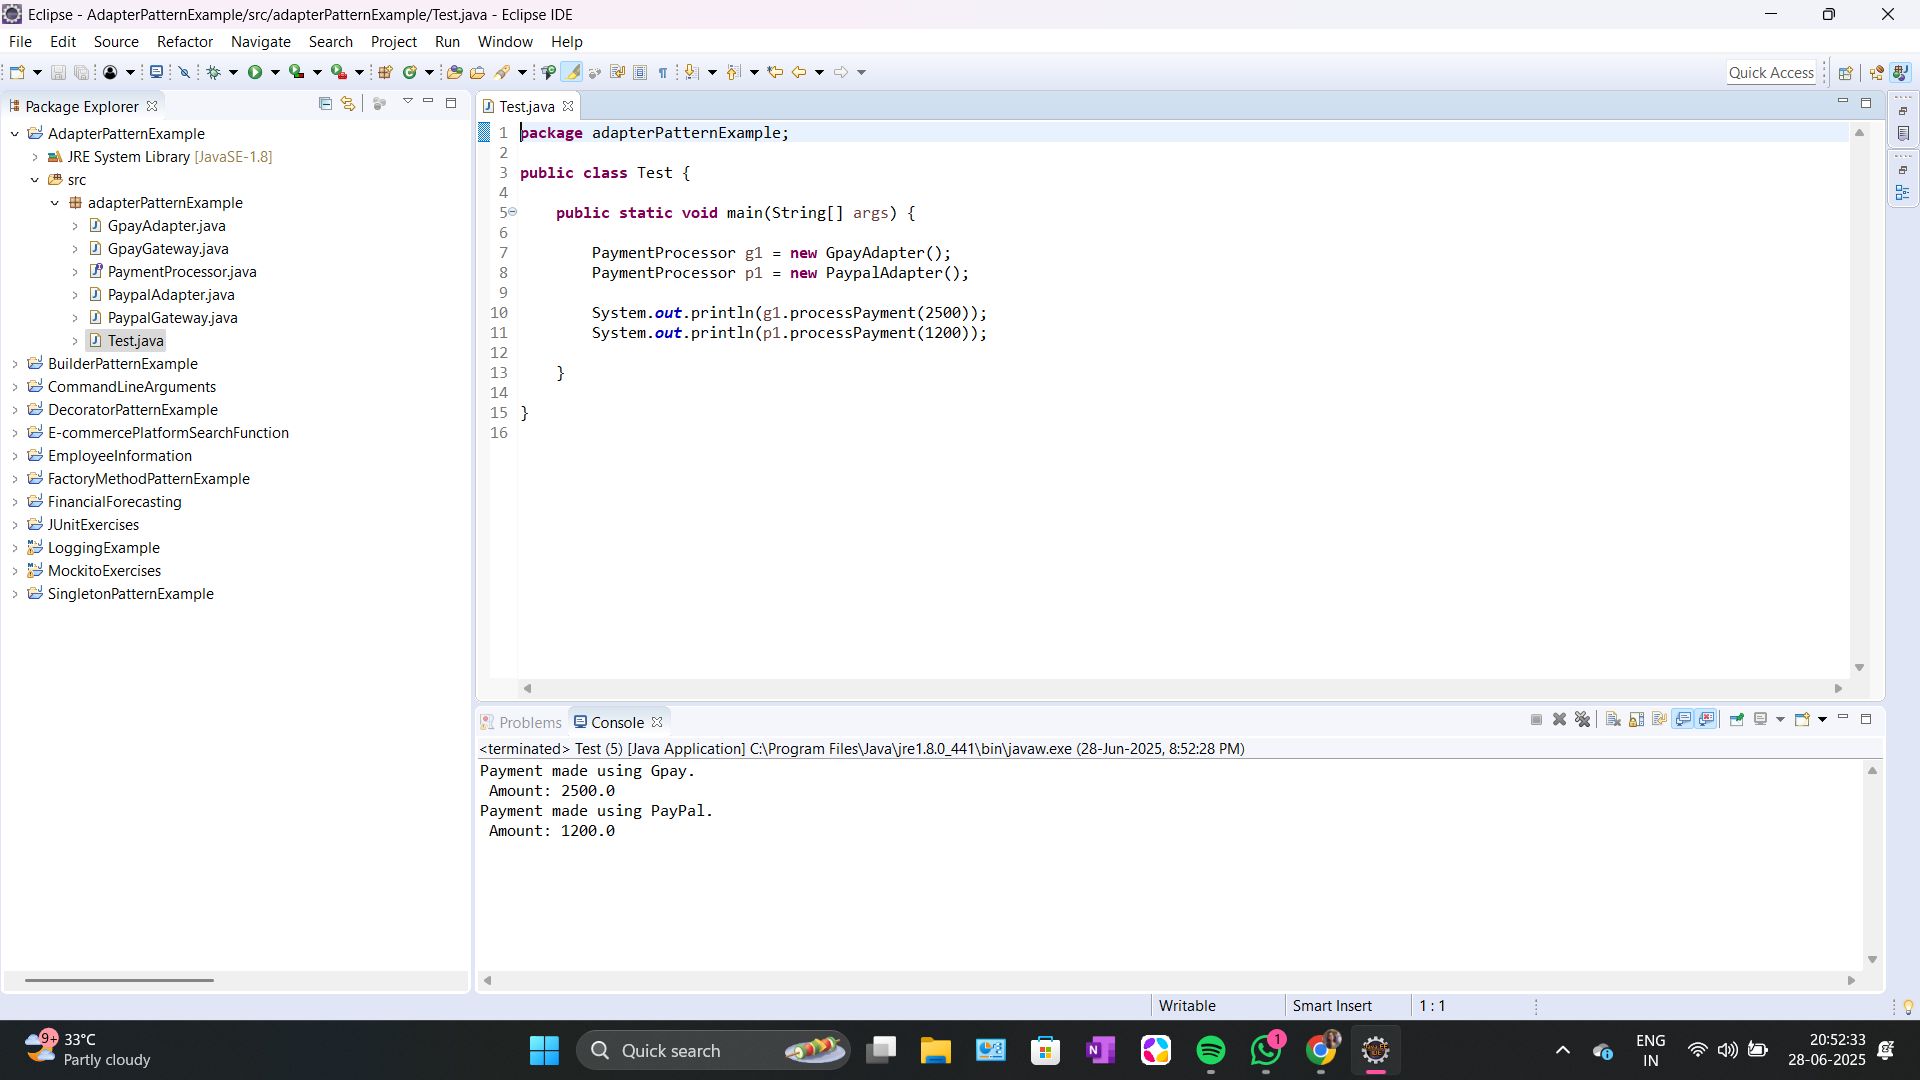 Eclipse - AdapterPatternExample/src/adapterPatternExample/Test.java - Eclipse IDE
File Edit Source Refactor Navigate Search Project Run Window Help
Quick Access
Package Explorer
AdapterPatternExample
JRE System Library [JavaSE-1.8]
src
adapterPatternExample
GpayAdapter.java
GpayGateway.java
PaymentProcessor.java
PaypalAdapter.java
PaypalGateway.java
Test.java
BuilderPatternExample
CommandLineArguments
DecoratorPatternExample
E-commercePlatformSearchFunction
EmployeeInformation
FactoryMethodPatternExample
FinancialForecasting
JUnitExercises
LoggingExample
MockitoExercises
SingletonPatternExample
Test.java
1 package adapterPatternExample;
2
3 public class Test {
4
5 public static void main(String[] args) {
6
7 PaymentProcessor g1 = new GpayAdapter();
8 PaymentProcessor p1 = new PaypalAdapter();
9
10 System.out.println(g1.processPayment(2500));
11 System.out.println(p1.processPayment(1200));
12
13 }
14
15 }
16
Problems Console
<terminated> Test (5) [Java Application] C:\Program Files\Java\jre1.8.0_441\bin\javaw.exe (28-Jun-2025, 8:52:28 PM)
Payment made using Gpay.
Amount: 2500.0
Payment made using PayPal.
Amount: 1200.0
Writable Smart Insert 1 : 1
9+
33°C
Partly cloudy
Quick search
1
ENG
IN
20:52:33
28-06-2025